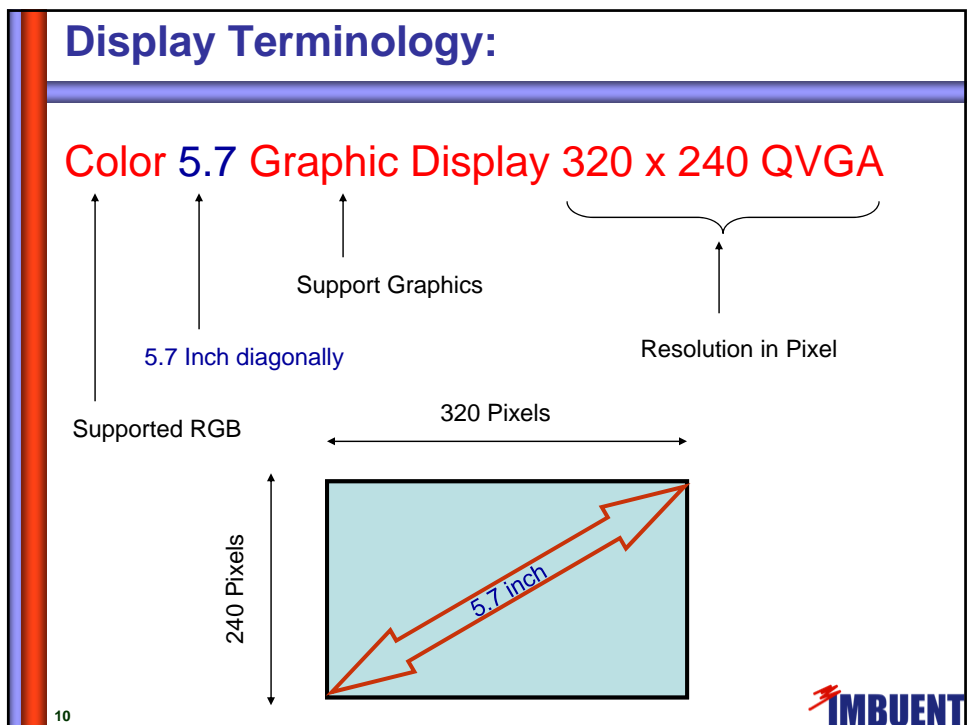 Display Terminology:
Color 5.7 Graphic Display 320 x 240 QVGA
Support Graphics
5.7 Inch diagonally
Resolution in Pixel
Supported RGB
320 Pixels
240 Pixels
5.7 inch
10
IMBUENT